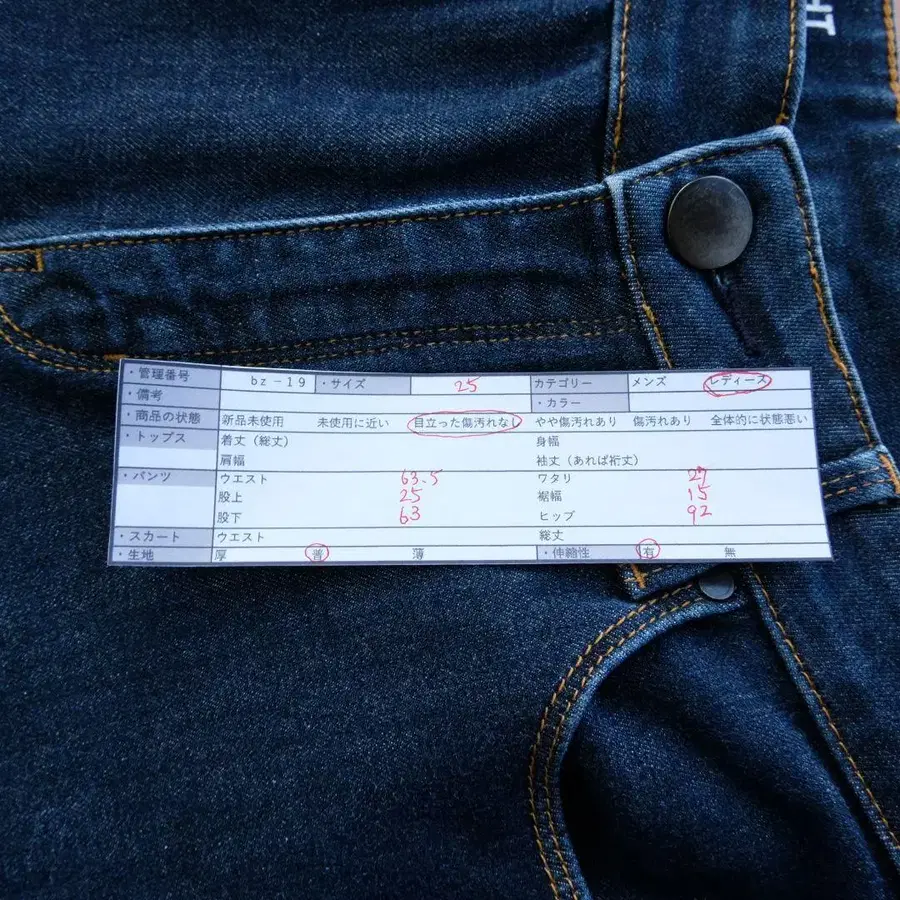 HT
・管理番号 bz－19 ・サイズ 25 カテゴリー メンズ レディース
・備考 ・カラー
・商品の状態 新品未使用 未使用に近い 目立った傷汚れなし やや傷汚れあり 傷汚れあり 全体的に状態悪い
・トップス 着丈（総丈） 身幅
肩幅 袖丈（あれば裄丈）
・パンツ ウエスト 63.5 ワタリ 27
股上 25 裾幅 15
股下 63 ヒップ 92
・スカート ウエスト 総丈
・生地 厚 普 薄 ・伸縮性 有 無